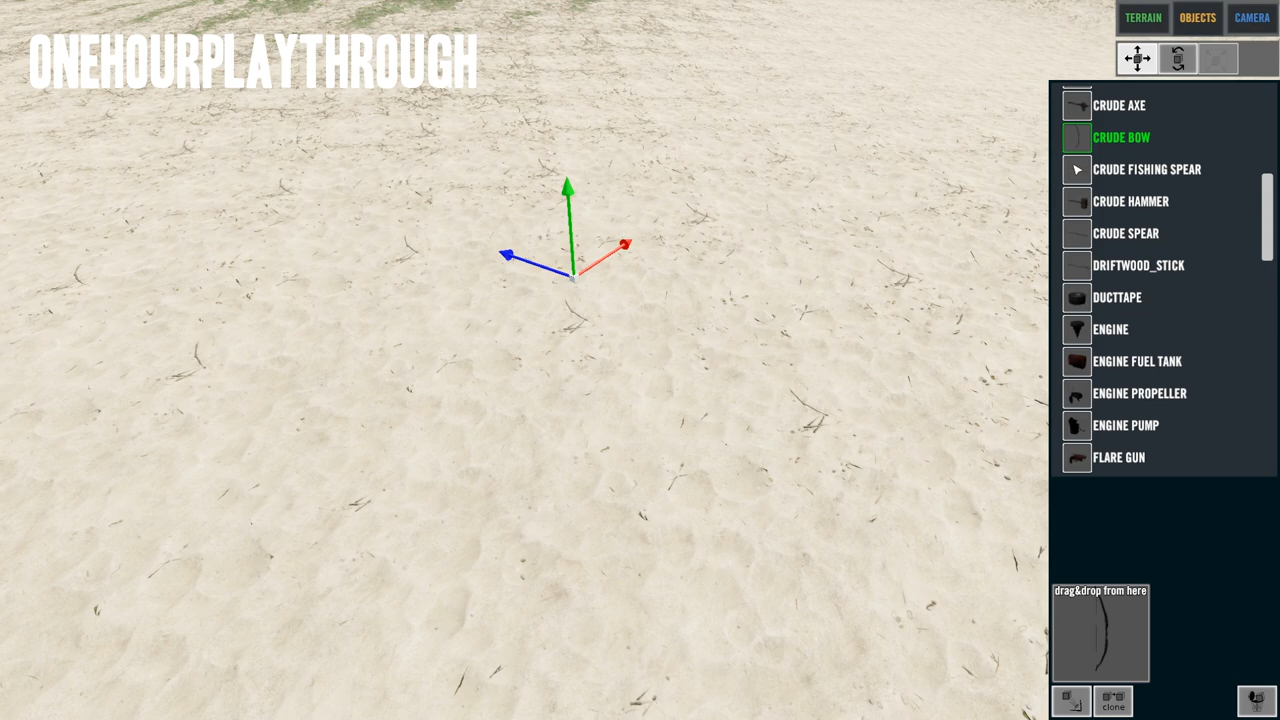 ONEHOURPLAYTHROUGH
TERRAIN
OBJECTS
CAMERA
CRUDE AXE
CRUDE BOW
CRUDE FISHING SPEAR
CRUDE HAMMER
CRUDE SPEAR
DRIFTWOOD_STICK
DUCTTAPE
ENGINE
ENGINE FUEL TANK
ENGINE PROPELLER
ENGINE PUMP
FLARE GUN
drag&drop from here
clone